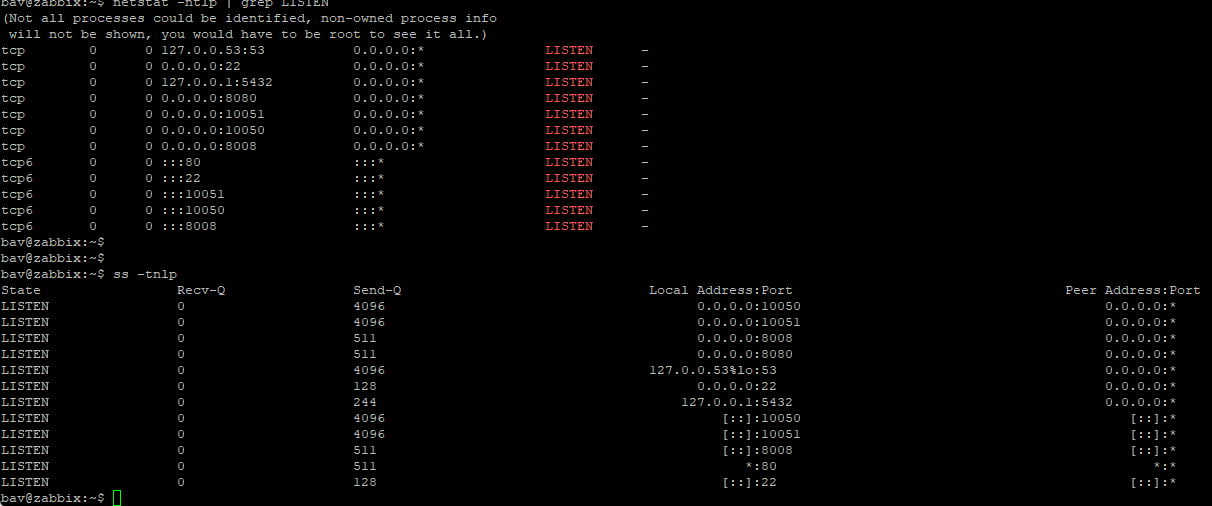 bav@zabbix:~$ netstat -ntlp | grep LISTEN
(Not all processes could be identified, non-owned process info
 will not be shown, you would have to be root to see it all.)
tcp        0      0 127.0.0.53:53           0.0.0.0:*               LISTEN      -
tcp        0      0 0.0.0.0:22              0.0.0.0:*               LISTEN      -
tcp        0      0 127.0.0.1:5432          0.0.0.0:*               LISTEN      -
tcp        0      0 0.0.0.0:8080            0.0.0.0:*               LISTEN      -
tcp        0      0 0.0.0.0:10051           0.0.0.0:*               LISTEN      -
tcp        0      0 0.0.0.0:10050           0.0.0.0:*               LISTEN      -
tcp        0      0 0.0.0.0:8008            0.0.0.0:*               LISTEN      -
tcp6       0      0 :::80                   :::*                    LISTEN      -
tcp6       0      0 :::22                   :::*                    LISTEN      -
tcp6       0      0 :::10051                :::*                    LISTEN      -
tcp6       0      0 :::10050                :::*                    LISTEN      -
tcp6       0      0 :::8008                 :::*                    LISTEN      -
bav@zabbix:~$
bav@zabbix:~$
bav@zabbix:~$ ss -tnlp
State Recv-Q Send-Q Local Address:Port Peer Address:Port
LISTEN 0 4096 0.0.0.0:10050 0.0.0.0:*
LISTEN 0 4096 0.0.0.0:10051 0.0.0.0:*
LISTEN 0 511 0.0.0.0:8008 0.0.0.0:*
LISTEN 0 511 0.0.0.0:8080 0.0.0.0:*
LISTEN 0 4096 127.0.0.53%lo:53 0.0.0.0:*
LISTEN 0 128 0.0.0.0:22 0.0.0.0:*
LISTEN 0 244 127.0.0.1:5432 0.0.0.0:*
LISTEN 0 4096 [::]:10050 [::]:*
LISTEN 0 4096 [::]:10051 [::]:*
LISTEN 0 511 [::]:8008 [::]:*
LISTEN 0 511 *:80 *:*
LISTEN 0 128 [::]:22 [::]:*
bav@zabbix:~$